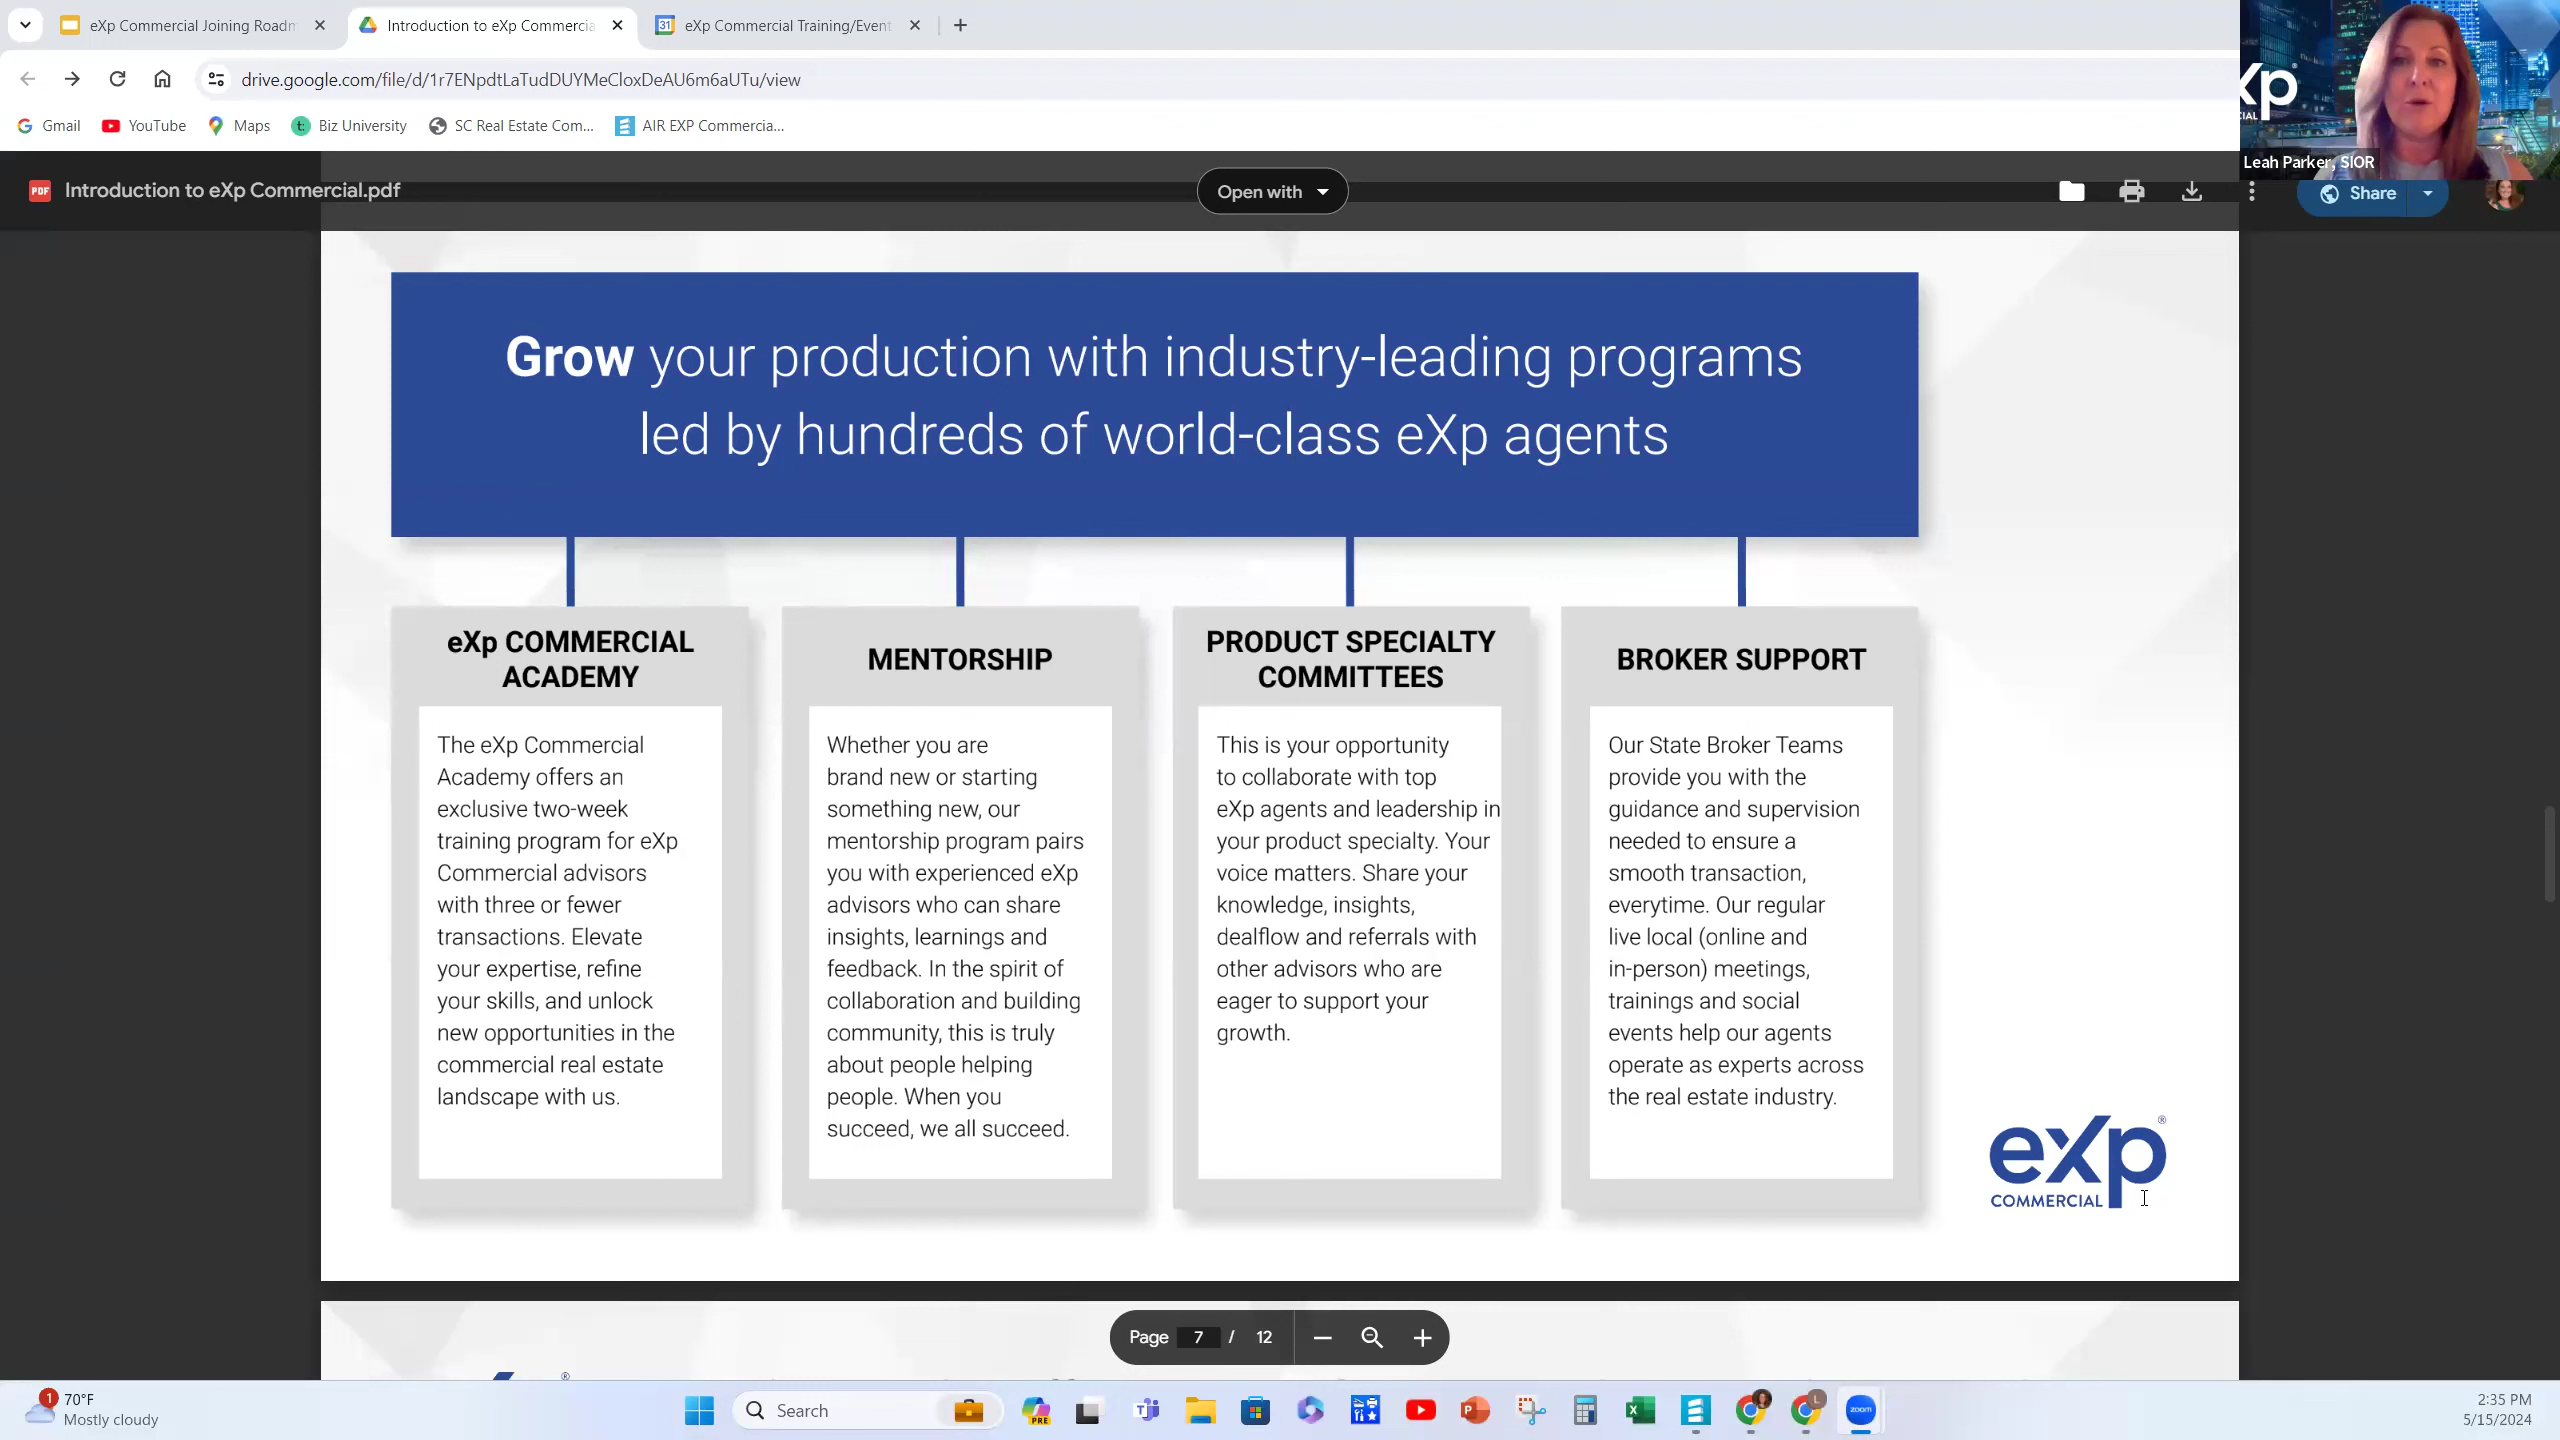 eXp Commercial Joining Roadm
Introduction to eXp Commercia
31
eXp Commercial Training/Event
drive.google.com/file/d/1r7ENpdtLaTudDUYMeCloxDeAU6m6aUTu/view
Gmail
YouTube
Maps
t:
Biz University
SC Real Estate Com...
AIR EXP Commercia...
Xp
CIAL
Leah Parker, SIOR
PDF
Introduction to eXp Commercial.pdf
Open with
Share
Grow your production with industry-leading programs
led by hundreds of world-class eXp agents
eXp COMMERCIAL
ACADEMY
The eXp Commercial
Academy offers an
exclusive two-week
training program for eXp
Commercial advisors
with three or fewer
transactions. Elevate
your expertise, refine
your skills, and unlock
new opportunities in the
commercial real estate
landscape with us.
MENTORSHIP
Whether you are
brand new or starting
something new, our
mentorship program pairs
you with experienced eXp
advisors who can share
insights, learnings and
feedback. In the spirit of
collaboration and building
community, this is truly
about people helping
people. When you
succeed, we all succeed.
PRODUCT SPECIALTY
COMMITTEES
This is your opportunity
to collaborate with top
eXp agents and leadership in
your product specialty. Your
voice matters. Share your
knowledge, insights,
dealflow and referrals with
other advisors who are
eager to support your
growth.
BROKER SUPPORT
Our State Broker Teams
provide you with the
guidance and supervision
needed to ensure a
smooth transaction,
everytime. Our regular
live local (online and
in-person) meetings,
trainings and social
events help our agents
operate as experts across
the real estate industry.
eXp®
COMMERCIAL
Page 7 / 12
®
1
70°F
Mostly cloudy
Search
PRE
L
zoom
2:35 PM
5/15/2024